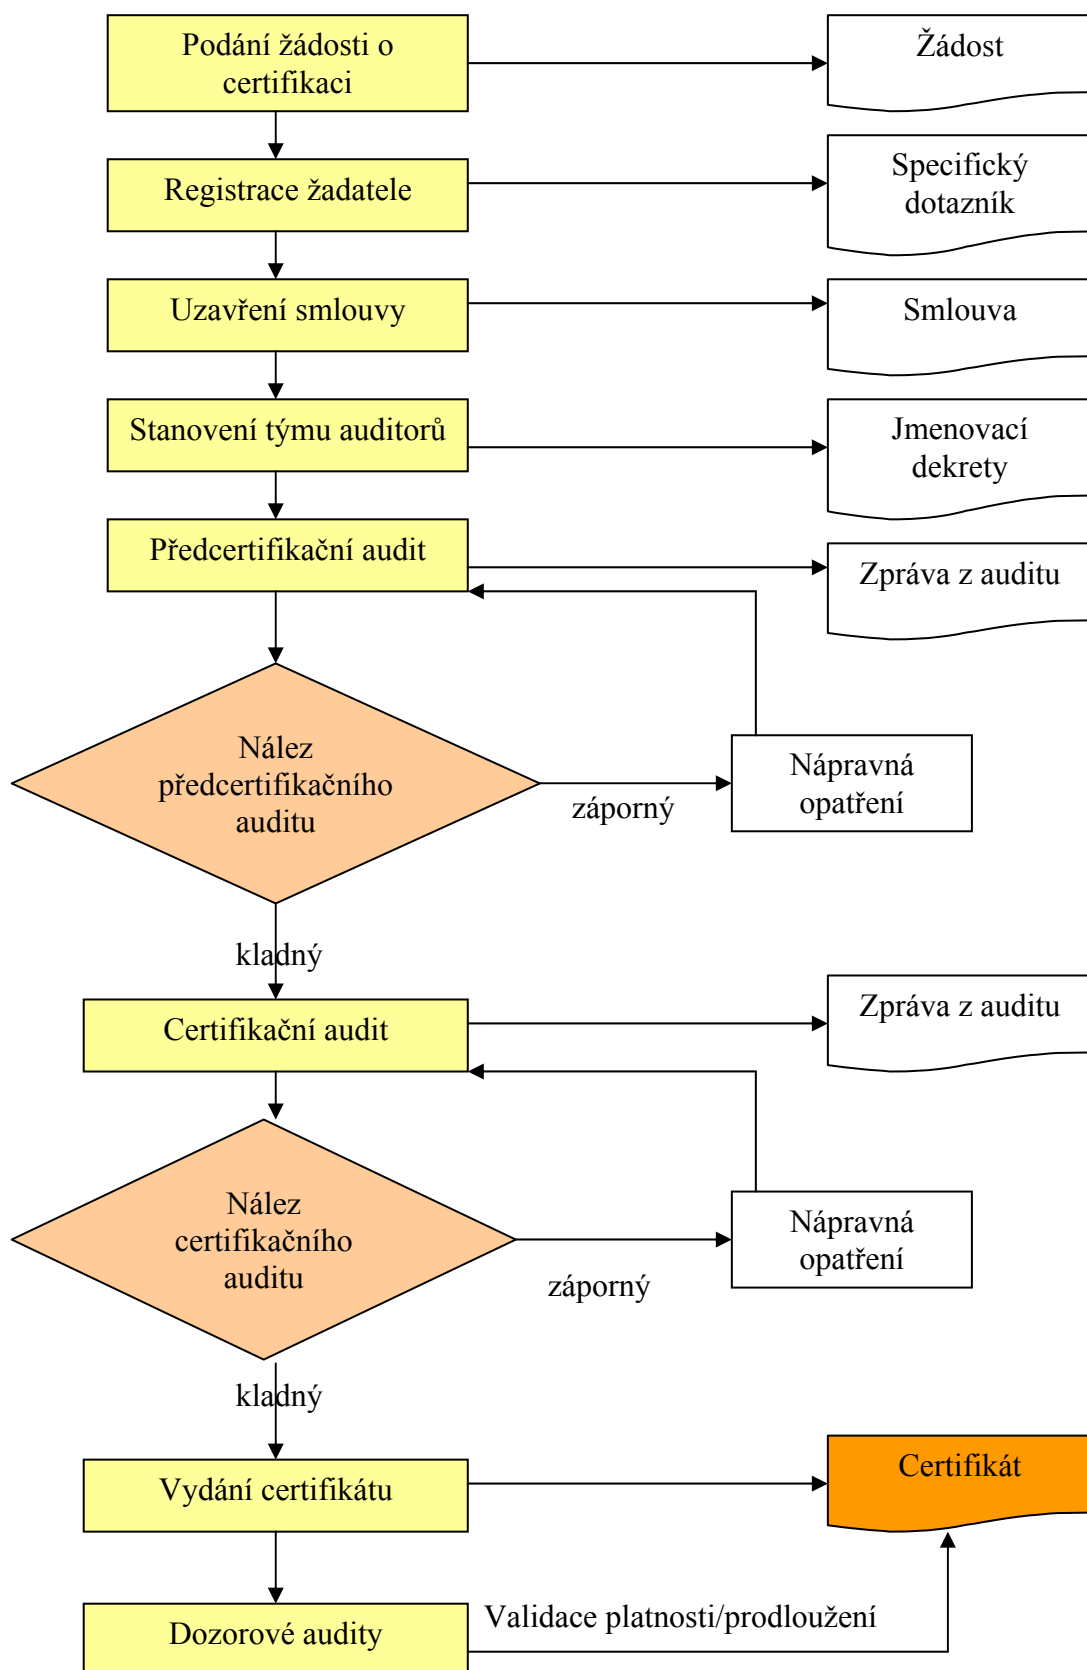 Podání žádosti o
certifikaci
Žádost
Registrace žadatele
Specifický
dotazník
Uzavření smlouvy
Smlouva
Stanovení týmu auditorů
Jmenovací
dekrety
Předcertifikační audit
Zpráva z auditu
Nález
předcertifikačního
auditu
záporný
Nápravná
opatření
kladný
Certifikační audit
Zpráva z auditu
Nález
certifikačního
auditu
záporný
Nápravná
opatření
kladný
Vydání certifikátu
Certifikát
Dozorové audity
Validace platnosti/prodloužení